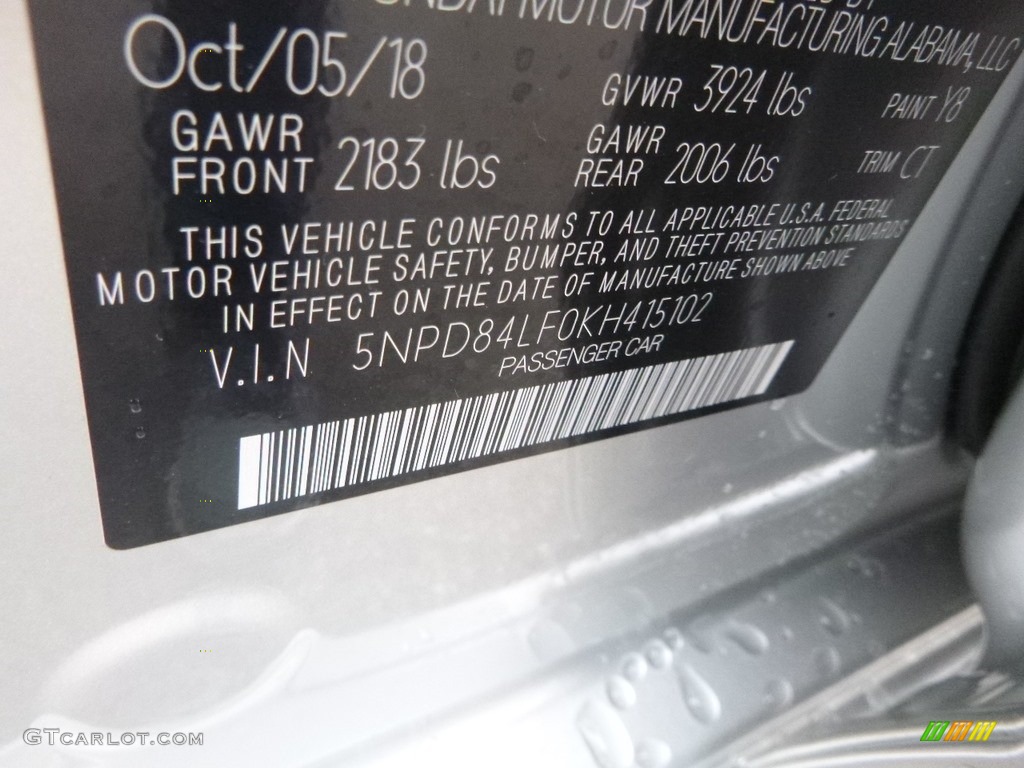 MOTOR MANUFACTURING ALABAMA, LLC
Oct/05/18 GVWR 3924 lbs PAINT Y8
GAWR FRONT 2183 lbs GAWR REAR 2006 lbs TRIM CT
THIS VEHICLE CONFORMS TO ALL APPLICABLE U.S.A. FEDERAL
MOTOR VEHICLE SAFETY, BUMPER, AND THEFT PREVENTION STANDARDS
IN EFFECT ON THE DATE OF MANUFACTURE SHOWN ABOVE
V.I.N 5NPD84LF0KH415102
PASSENGER CAR
GTCARLOT.COM